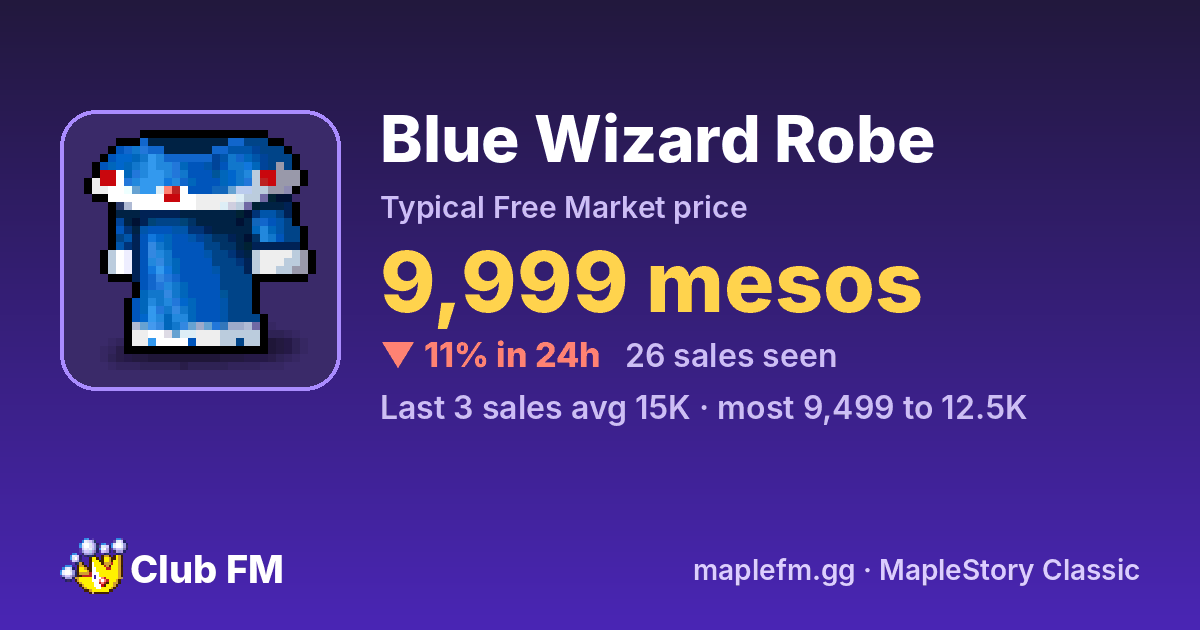 Blue Wizard Robe
Typical Free Market price
9,999 mesos
▼ 11% in 24h 26 sales seen
Last 3 sales avg 15K · most 9,499 to 12.5K
Club FM
maplefm.gg · MapleStory Classic